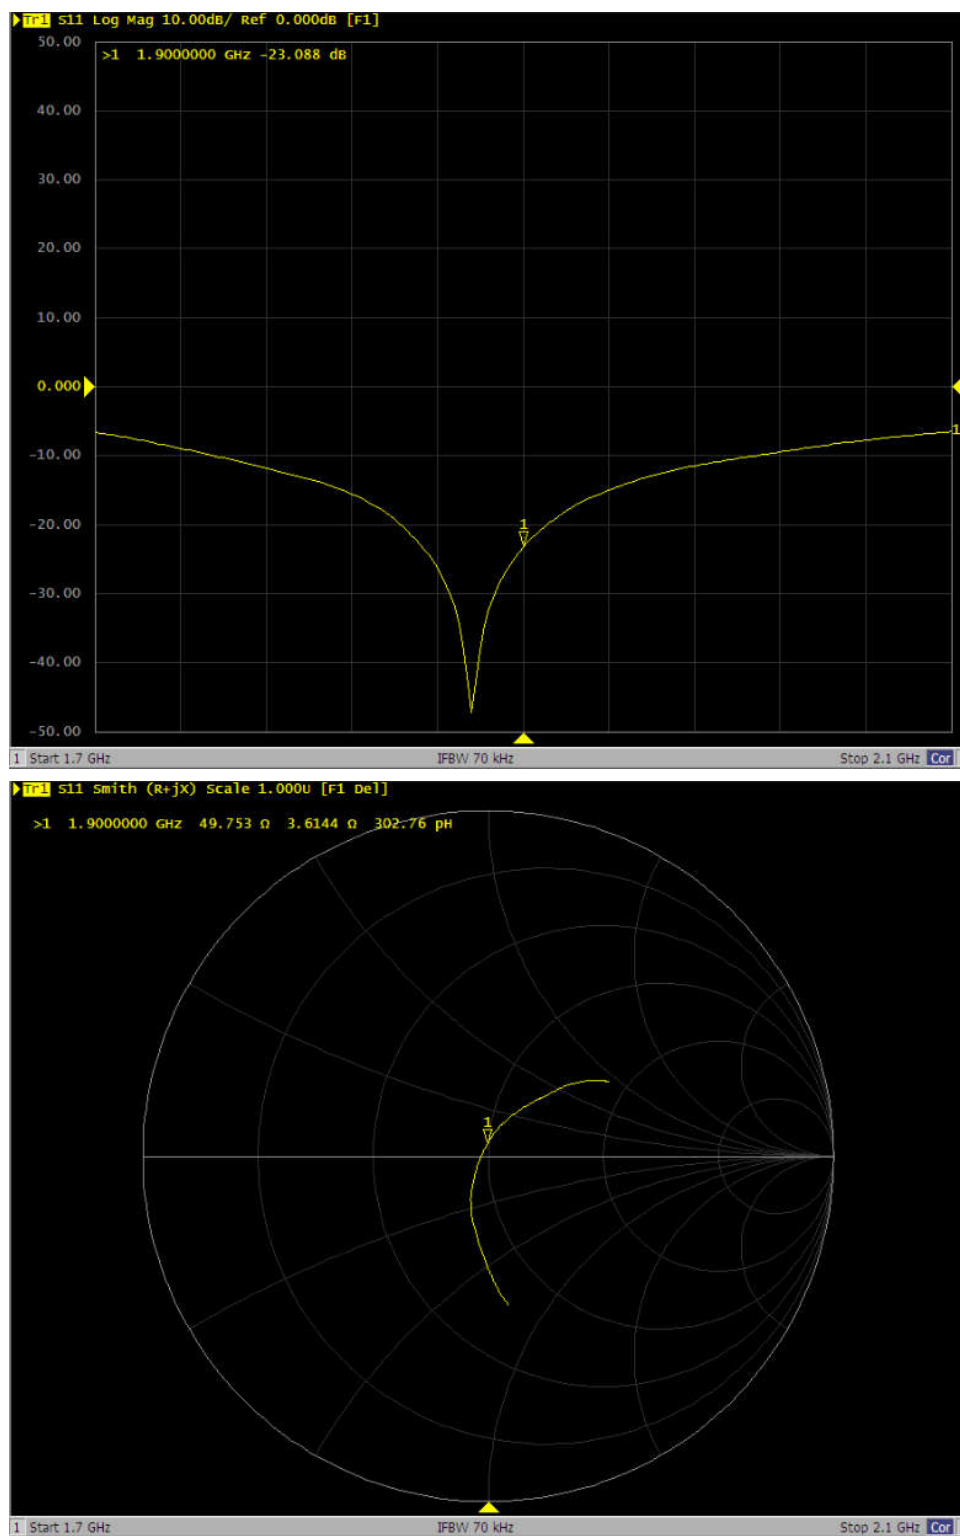 Tr1 S11 Log Mag 10.00dB/ Ref 0.000dB [F1]
50.00
>1 1.9000000 GHz -23.088 dB
40.00
30.00
20.00
10.00
0.000
1
-10.00
-20.00
1
-30.00
-40.00
-50.00
1 Start 1.7 GHz IFBW 70 kHz Stop 2.1 GHz Cor
Tr1 S11 Smith (R+jX) Scale 1.000U [F1 Del]
>1 1.9000000 GHz 49.753 Ω 3.6144 Ω 302.76 pH
1
1 Start 1.7 GHz IFBW 70 kHz Stop 2.1 GHz Cor